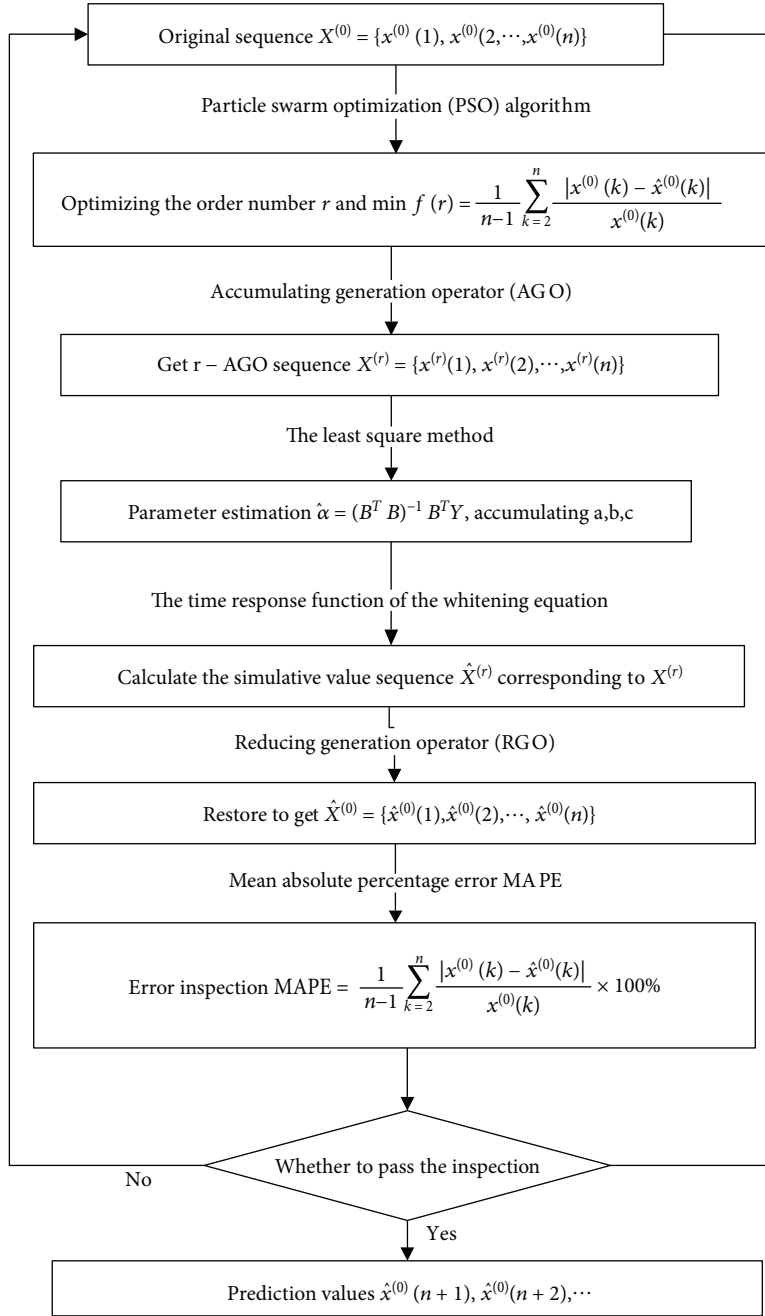 Original sequence X^(0) = {x^(0) (1), x^(0)(2,⋯,x^(0)(n)}
Particle swarm optimization (PSO) algorithm
Optimizing the order number r and min f (r) = 1/(n–1) ∑_{k = 2}^{n} |x^(0) (k) – x̂^(0)(k)| / x^(0)(k)
Accumulating generation operator (AGO)
Get r – AGO sequence X^(r) = {x^(r)(1), x^(r)(2),⋯,x^(r)(n)}
The least square method
Parameter estimation α̂ = (B^T B)^–1 B^T Y, accumulating a,b,c
The time response function of the whitening equation
Calculate the simulative value sequence X̂^(r) corresponding to X^(r)
Reducing generation operator (RGO)
Restore to get X̂^(0) = {x̂^(0)(1),x̂^(0)(2),⋯, x̂^(0)(n)}
Mean absolute percentage error MAPE
Error inspection MAPE = 1/(n–1) ∑_{k = 2}^{n} |x^(0) (k) – x̂^(0)(k)| / x^(0)(k) × 100%
Whether to pass the inspection
No
Yes
Prediction values x̂^(0) (n + 1), x̂^(0)(n + 2),⋯